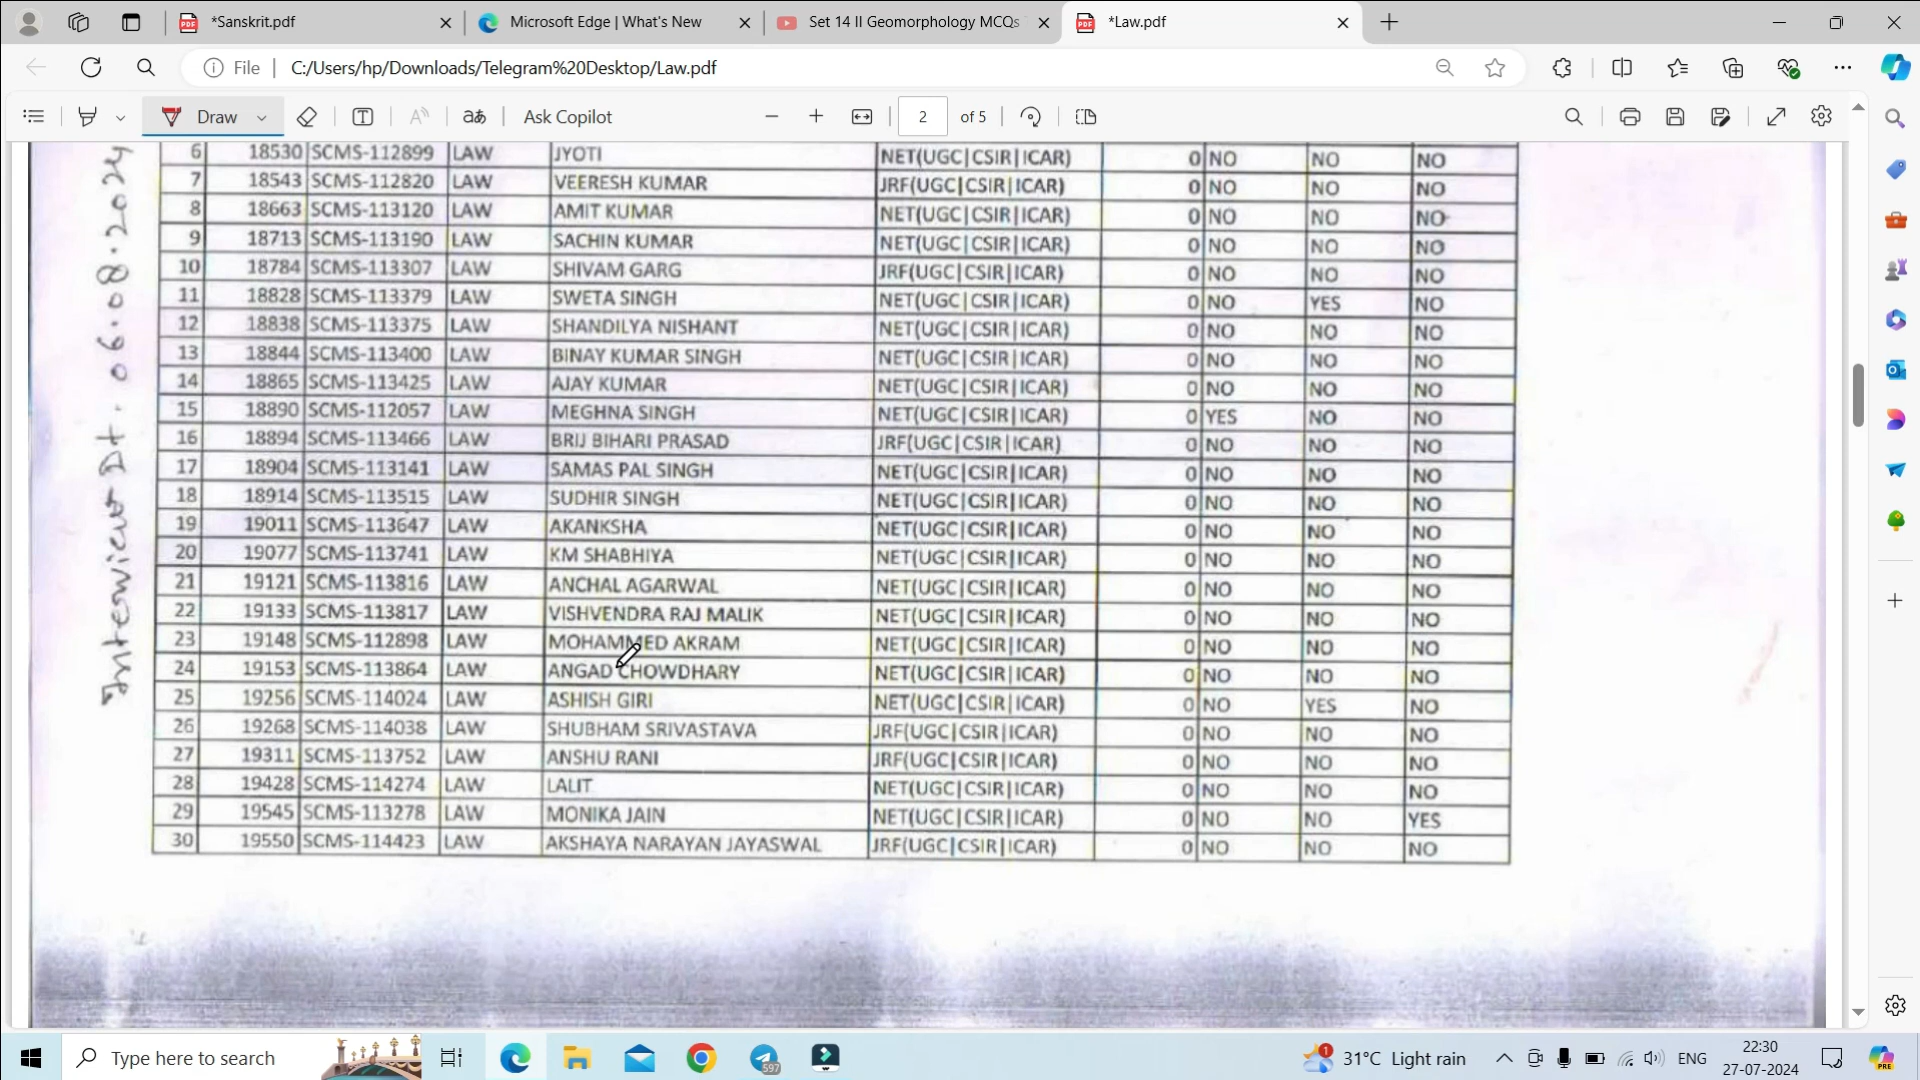 *Sanskrit.pdf
Microsoft Edge | What's New
Set 14 II Geomorphology MCQs
*Law.pdf
File
C:/Users/hp/Downloads/Telegram%20Desktop/Law.pdf
Draw
aあ
Ask Copilot
2 of 5
Interview Dt. 06.08.2024
6 18530 SCMS-112899 LAW JYOTI NET(UGC|CSIR|ICAR) 0 NO NO NO
7 18543 SCMS-112820 LAW VEERESH KUMAR JRF(UGC|CSIR|ICAR) 0 NO NO NO
8 18663 SCMS-113120 LAW AMIT KUMAR NET(UGC|CSIR|ICAR) 0 NO NO NO
9 18713 SCMS-113190 LAW SACHIN KUMAR NET(UGC|CSIR|ICAR) 0 NO NO NO
10 18784 SCMS-113307 LAW SHIVAM GARG JRF(UGC|CSIR|ICAR) 0 NO NO NO
11 18828 SCMS-113379 LAW SWETA SINGH NET(UGC|CSIR|ICAR) 0 NO YES NO
12 18838 SCMS-113375 LAW SHANDILYA NISHANT NET(UGC|CSIR|ICAR) 0 NO NO NO
13 18844 SCMS-113400 LAW BINAY KUMAR SINGH NET(UGC|CSIR|ICAR) 0 NO NO NO
14 18865 SCMS-113425 LAW AJAY KUMAR NET(UGC|CSIR|ICAR) 0 NO NO NO
15 18890 SCMS-112057 LAW MEGHNA SINGH NET(UGC|CSIR|ICAR) 0 YES NO NO
16 18894 SCMS-113466 LAW BRIJ BIHARI PRASAD JRF(UGC|CSIR|ICAR) 0 NO NO NO
17 18904 SCMS-113141 LAW SAMAS PAL SINGH NET(UGC|CSIR|ICAR) 0 NO NO NO
18 18914 SCMS-113515 LAW SUDHIR SINGH NET(UGC|CSIR|ICAR) 0 NO NO NO
19 19011 SCMS-113647 LAW AKANKSHA NET(UGC|CSIR|ICAR) 0 NO NO NO
20 19077 SCMS-113741 LAW KM SHABHIYA NET(UGC|CSIR|ICAR) 0 NO NO NO
21 19121 SCMS-113816 LAW ANCHAL AGARWAL NET(UGC|CSIR|ICAR) 0 NO NO NO
22 19133 SCMS-113817 LAW VISHVENDRA RAJ MALIK NET(UGC|CSIR|ICAR) 0 NO NO NO
23 19148 SCMS-112898 LAW MOHAMMED AKRAM NET(UGC|CSIR|ICAR) 0 NO NO NO
24 19153 SCMS-113864 LAW ANGAD CHOWDHARY NET(UGC|CSIR|ICAR) 0 NO NO NO
25 19256 SCMS-114024 LAW ASHISH GIRI NET(UGC|CSIR|ICAR) 0 NO YES NO
26 19268 SCMS-114038 LAW SHUBHAM SRIVASTAVA JRF(UGC|CSIR|ICAR) 0 NO NO NO
27 19311 SCMS-113752 LAW ANSHU RANI JRF(UGC|CSIR|ICAR) 0 NO NO NO
28 19428 SCMS-114274 LAW LALIT NET(UGC|CSIR|ICAR) 0 NO NO NO
29 19545 SCMS-113278 LAW MONIKA JAIN NET(UGC|CSIR|ICAR) 0 NO NO YES
30 19550 SCMS-114423 LAW AKSHAYA NARAYAN JAYASWAL JRF(UGC|CSIR|ICAR) 0 NO NO NO
Type here to search
597
1
31°C Light rain
ENG
22:30
27-07-2024
PRE